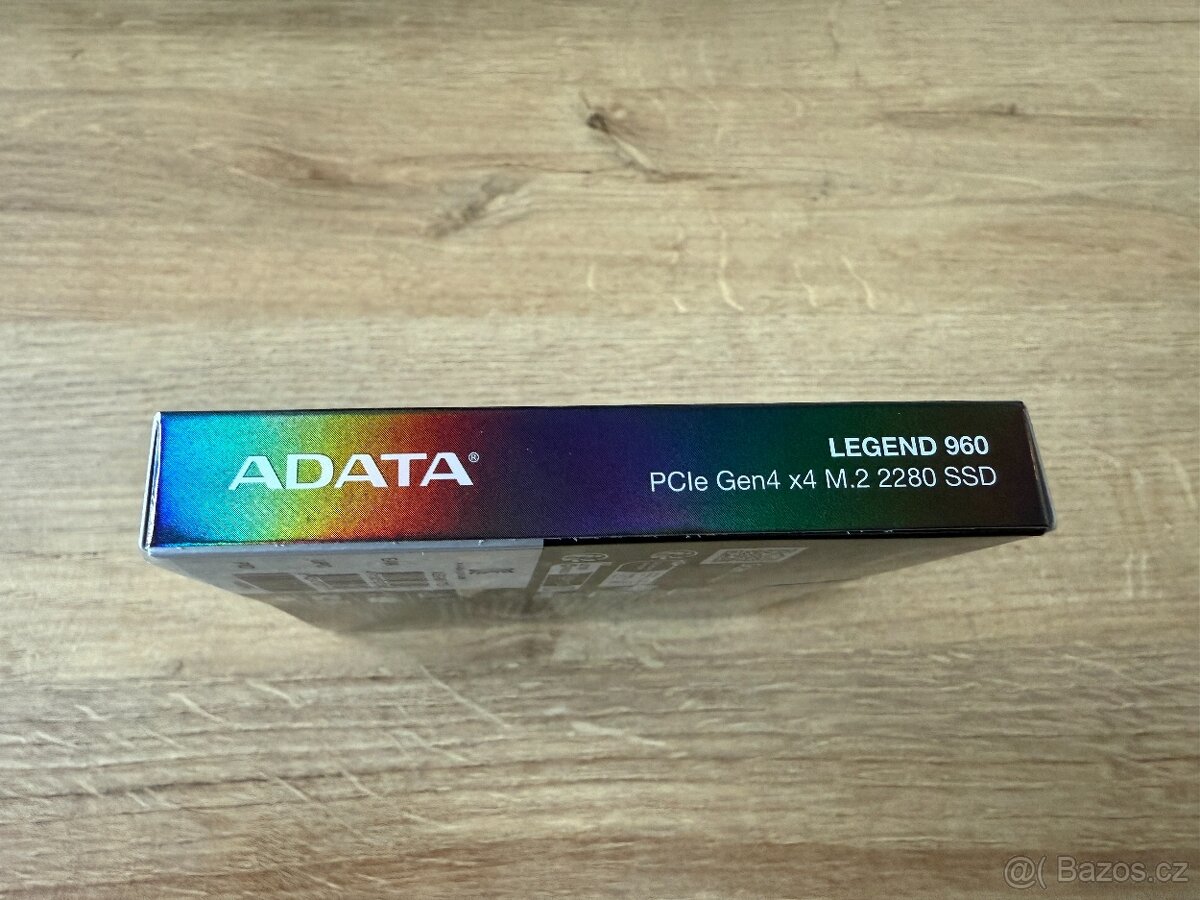 ADATA®
LEGEND 960
PCIe Gen4 x4 M.2 2280 SSD
@( Bazos.cz